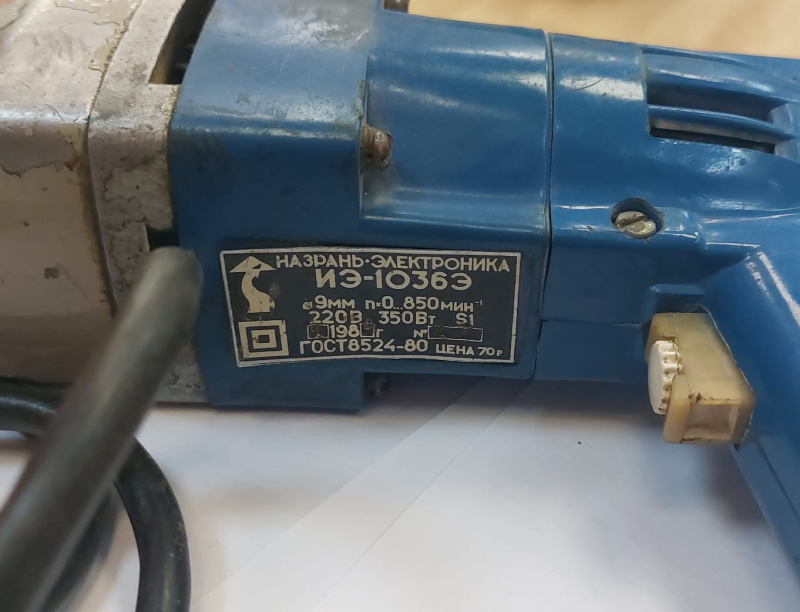 НАЗРАНЬ·ЭЛЕКТРОНИКА
ИЭ-1036Э
⌀9мм n-0...850мин⁻¹
220В 350Вт S1
198 г №
ГОСТ8524-80 ЦЕНА 70р